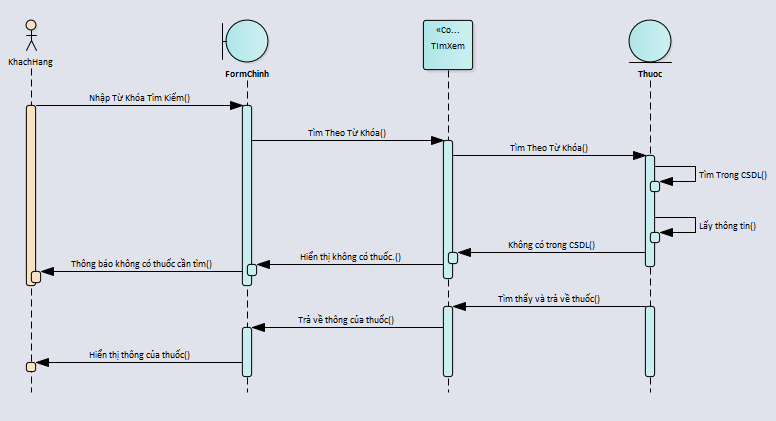 «Co...
TimXem
KhachHang
FormChinh
Thuoc
Nhập Từ Khóa Tìm Kiếm()
Tìm Theo Từ Khóa()
Tìm Theo Từ Khóa()
Tìm Trong CSDL()
Lấy thông tin()
Không có trong CSDL()
Hiển thị không có thuốc.()
Thông báo không có thuốc cần tìm()
Tìm thấy và trả về thuốc()
Trả về thông của thuốc()
Hiển thị thông của thuốc()